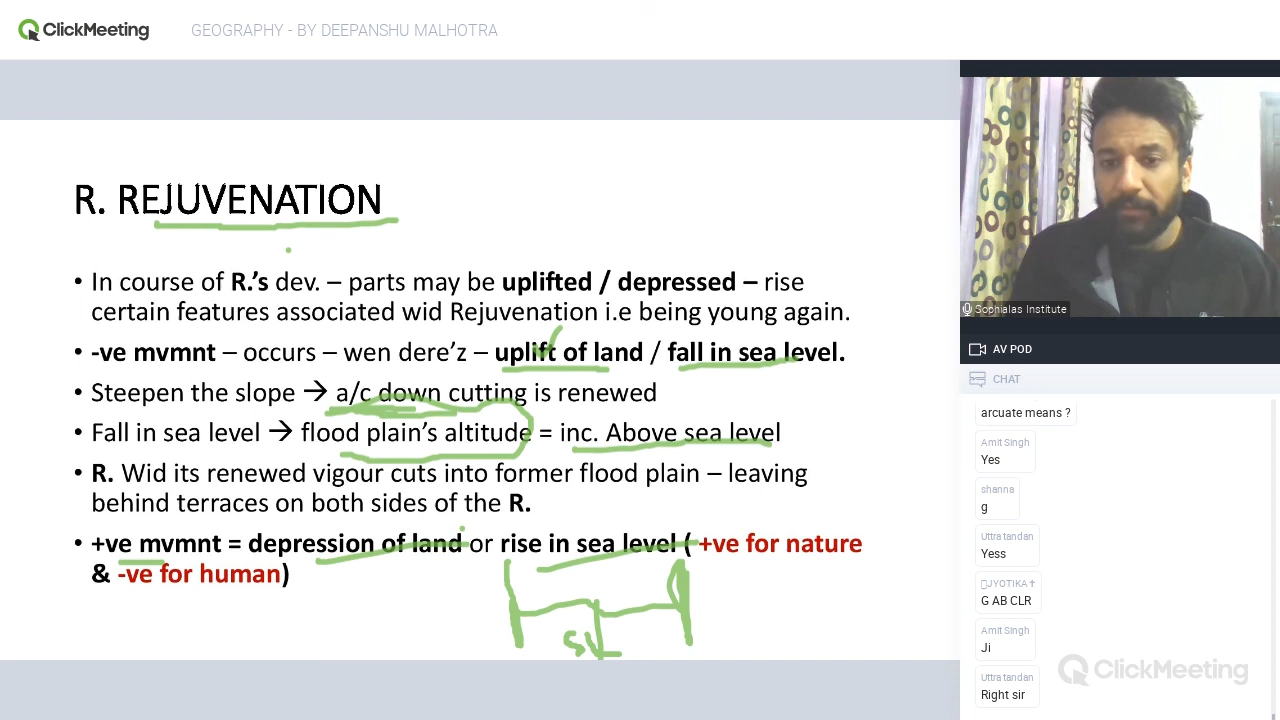 ClickMeeting
GEOGRAPHY - BY DEEPANSHU MALHOTRA
R. REJUVENATION
• In course of R.'s dev. – parts may be uplifted / depressed – rise
certain features associated wid Rejuvenation i.e being young again.
• -ve mvmnt – occurs – wen dere'z – uplift of land / fall in sea level.
• Steepen the slope → a/c down cutting is renewed
• Fall in sea level → flood plain's altitude = inc. Above sea level
• R. Wid its renewed vigour cuts into former flood plain – leaving
behind terraces on both sides of the R.
• +ve mvmnt = depression of land or rise in sea level ( +ve for nature
& -ve for human)
SL
Sophialas Institute
AV POD
CHAT
arcuate means ?
Amit Singh
Yes
shanna
g
Uttra tandan
Yess
JYOTIKA✝
G AB CLR
Amit Singh
Ji
Uttra tandan
Right sir
ClickMeeting